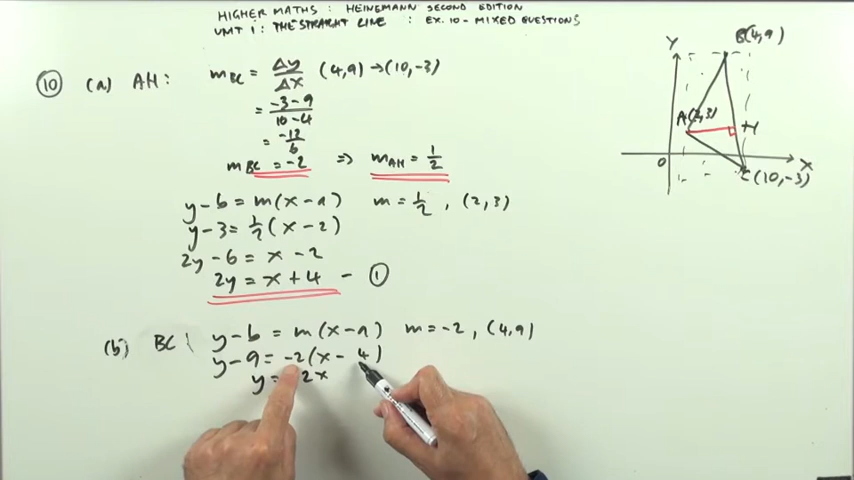 HIGHER MATHS : HEINEMANN SECOND EDITION
UNIT 1 : THE STRAIGHT LINE : EX. 10 - MIXED QUESTIONS
10 (a) AH: mBC = Δy/Δx (4,9) → (10,-3)
= -3-9/10-4
= -12/6
mBC = -2 ⇒ mAH = 1/2
y-b = m(x-a) m = 1/2, (2,3)
y-3 = 1/2(x-2)
2y-6 = x-2
2y = x+4 - ①
(b) BC: y-b = m(x-a) m=-2, (4,9)
y-9 = -2(x-4)
y = 2x
Y
B(4,9)
A(2,3)
H
O
X
C(10,-3)